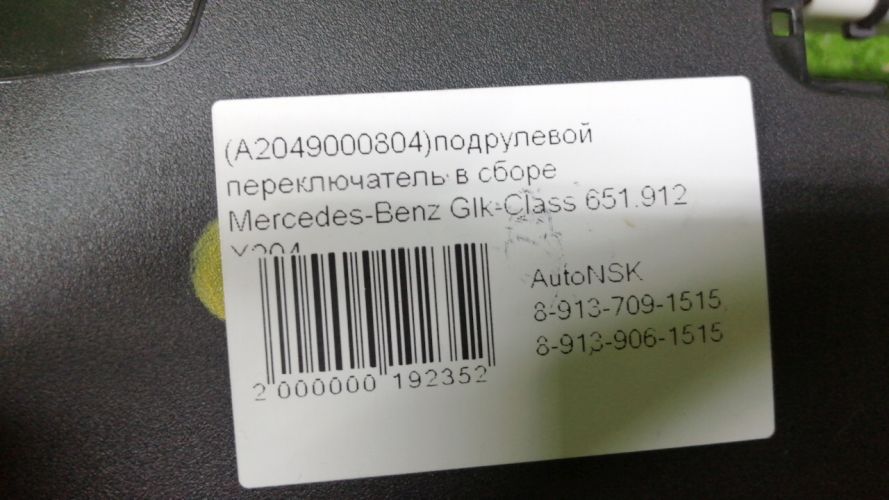 (A2049000804)подрулевой
переключатель в сборе
Mercedes-Benz Glk-Class 651.912
X204
AutoNSK
8-913-709-1515
8-913-906-1515
2 000000 192352